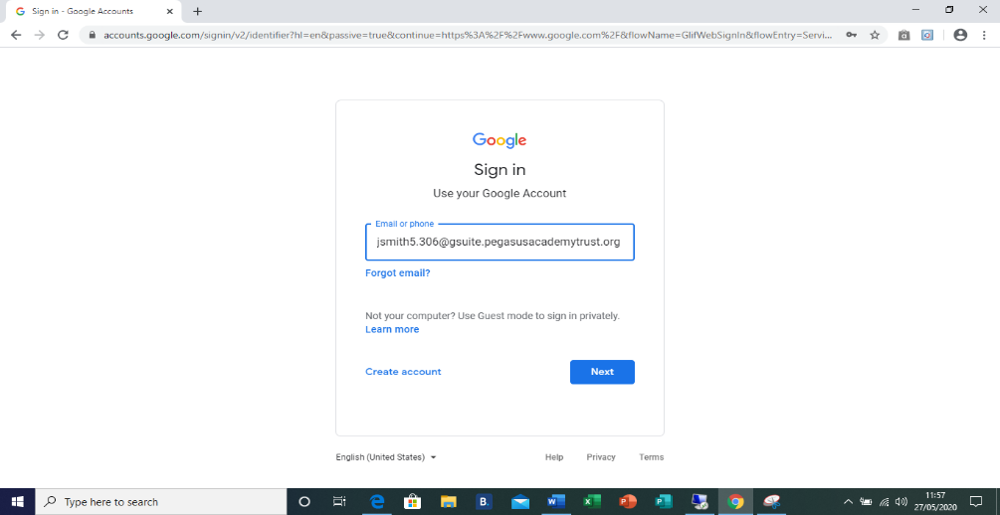 Sign in - Google Accounts
accounts.google.com/signin/v2/identifier?hl=en&passive=true&continue=https%3A%2F%2Fwww.google.com%2F&flowName=GlifWebSignIn&flowEntry=Servi...
Google
Sign in
Use your Google Account
Email or phone
jsmith5.306@gsuite.pegasusacademytrust.org
Forgot email?
Not your computer? Use Guest mode to sign in privately.
Learn more
Create account
Next
English (United States)
Help Privacy Terms
Type here to search
B.
11:57
27/05/2020